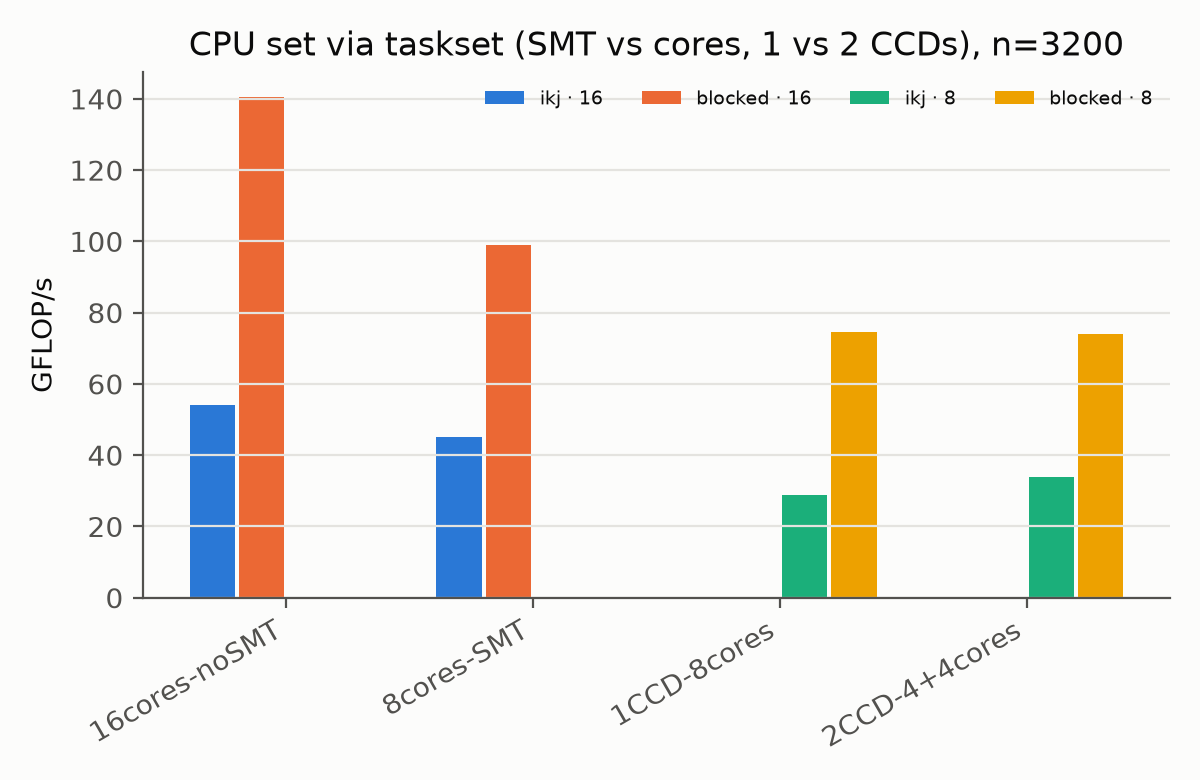 CPU set via taskset (SMT vs cores, 1 vs 2 CCDs), n=3200
ikj · 16
blocked · 16
ikj · 8
blocked · 8
GFLOP/s
140
120
100
80
60
40
20
0
16cores-noSMT
8cores-SMT
1CCD-8cores
2CCD-4+4cores